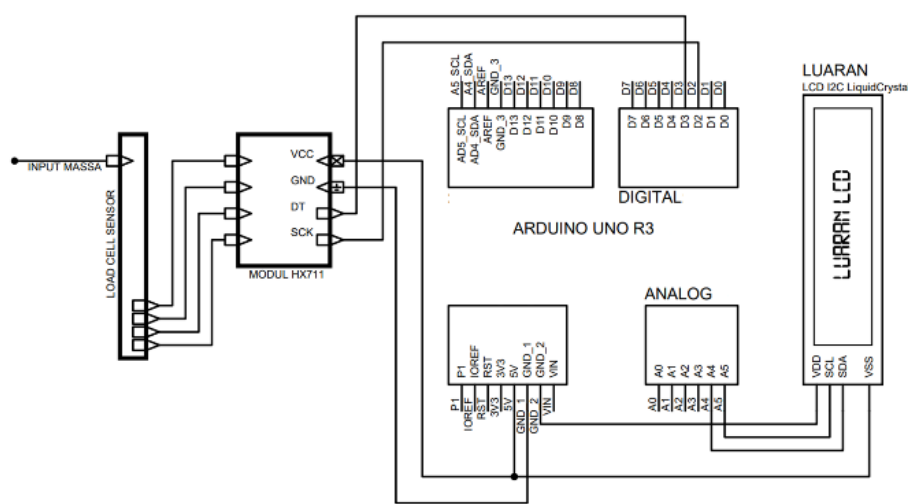 INPUT MASSA
LOAD CELL SENSOR
VCC
GND
DT
SCK
MODUL HX711
A5_SCL
A4_SDA
AREF
GND_3
D13
D12
D11
D10
D9
D8
AD5_SCL
AD4_SDA
AREF
GND_3
D13
D12
D11
D10
D9
D8
D7
D6
D5
D4
D3
D2
D1
D0
D7
D6
D5
D4
D3
D2
D1
D0
DIGITAL
ARDUINO UNO R3
P1
IOREF
RST
3V3
5V
GND_1
GND_2
VIN
P1
IOREF
RST
3V3
5V
GND_1
GND_2
VIN
ANALOG
A0
A1
A2
A3
A4
A5
A0
A1
A2
A3
A4
A5
LUARAN
LCD I2C LiquidCrysta
LUARAN LCD
VDD
SCL
SDA
VSS